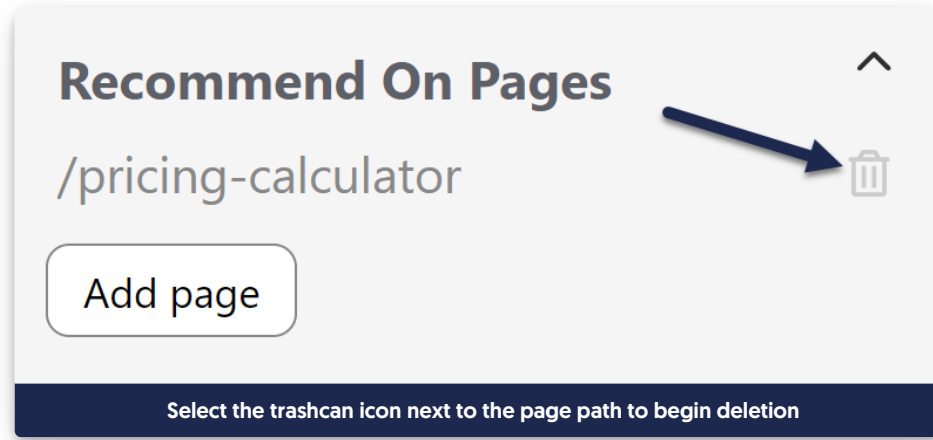 Recommend On Pages
/pricing-calculator
Add page
Select the trashcan icon next to the page path to begin deletion